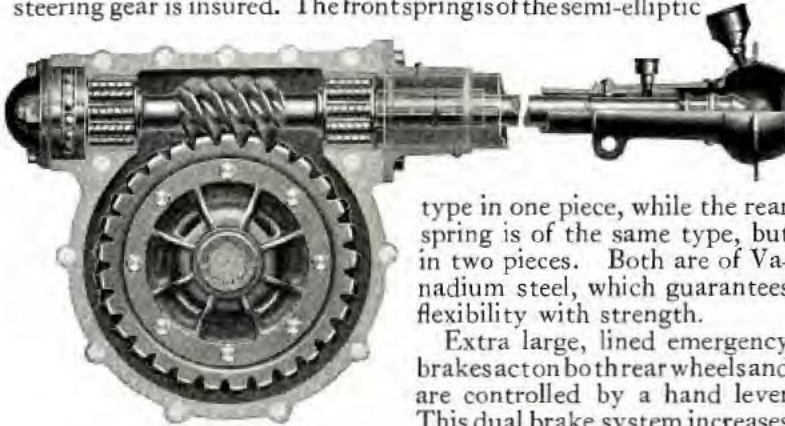 steering gear is insured. The front spring is of the semi-elliptic
type in one piece, while the rear
spring is of the same type, but
in two pieces. Both are of Va-
nadium steel, which guarantees
flexibility with strength.
Extra large, lined emergency
brakes act on both rear wheels and
are controlled by a hand lever
This dual brake system increases